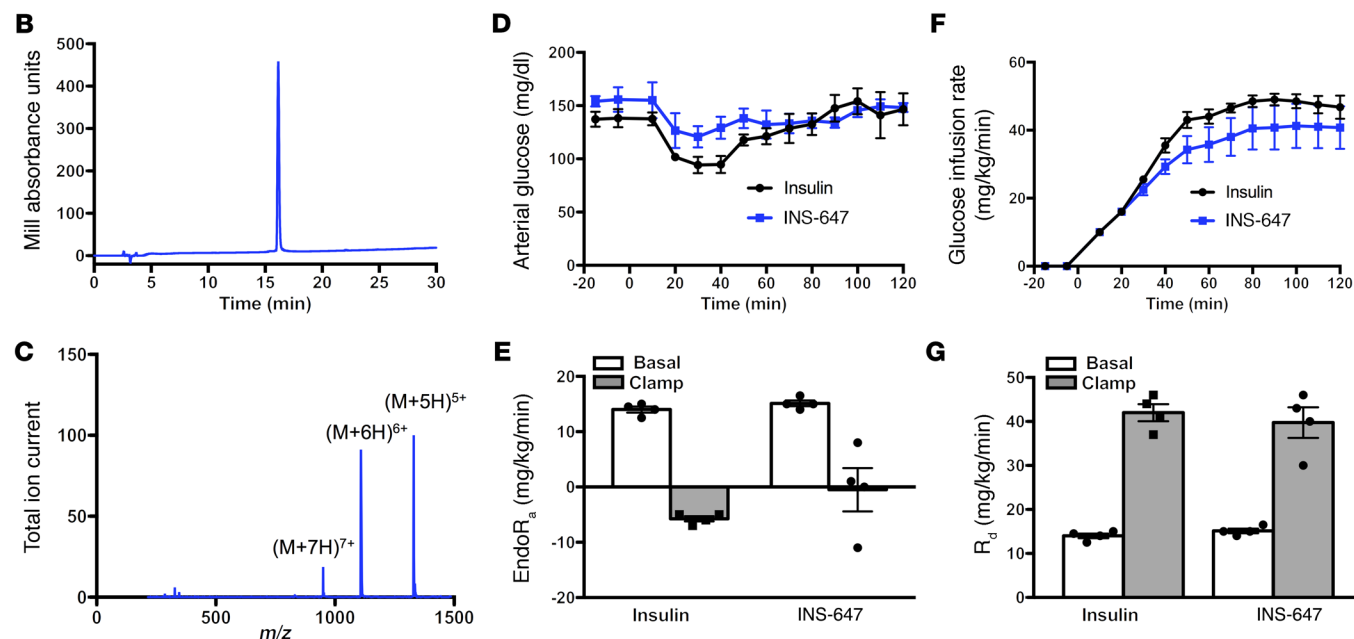 B
Mill absorbance units
500
400
300
200
100
0
0 5 10 15 20 25 30
Time (min)
D
Arterial glucose (mg/dl)
200
150
100
50
0
Insulin
INS-647
-20 0 20 40 60 80 100 120
Time (min)
F
Glucose infusion rate
(mg/kg/min)
60
40
20
0
Insulin
INS-647
-20 0 20 40 60 80 100 120
Time (min)
C
Total ion current
150
100
50
0
(M+5H)⁵⁺
(M+6H)⁶⁺
(M+7H)⁷⁺
0 500 1000 1500
m/z
E
Basal
Clamp
EndoRₐ (mg/kg/min)
20
10
0
-10
-20
Insulin INS-647
G
Basal
Clamp
R_d (mg/kg/min)
50
40
30
20
10
0
Insulin INS-647